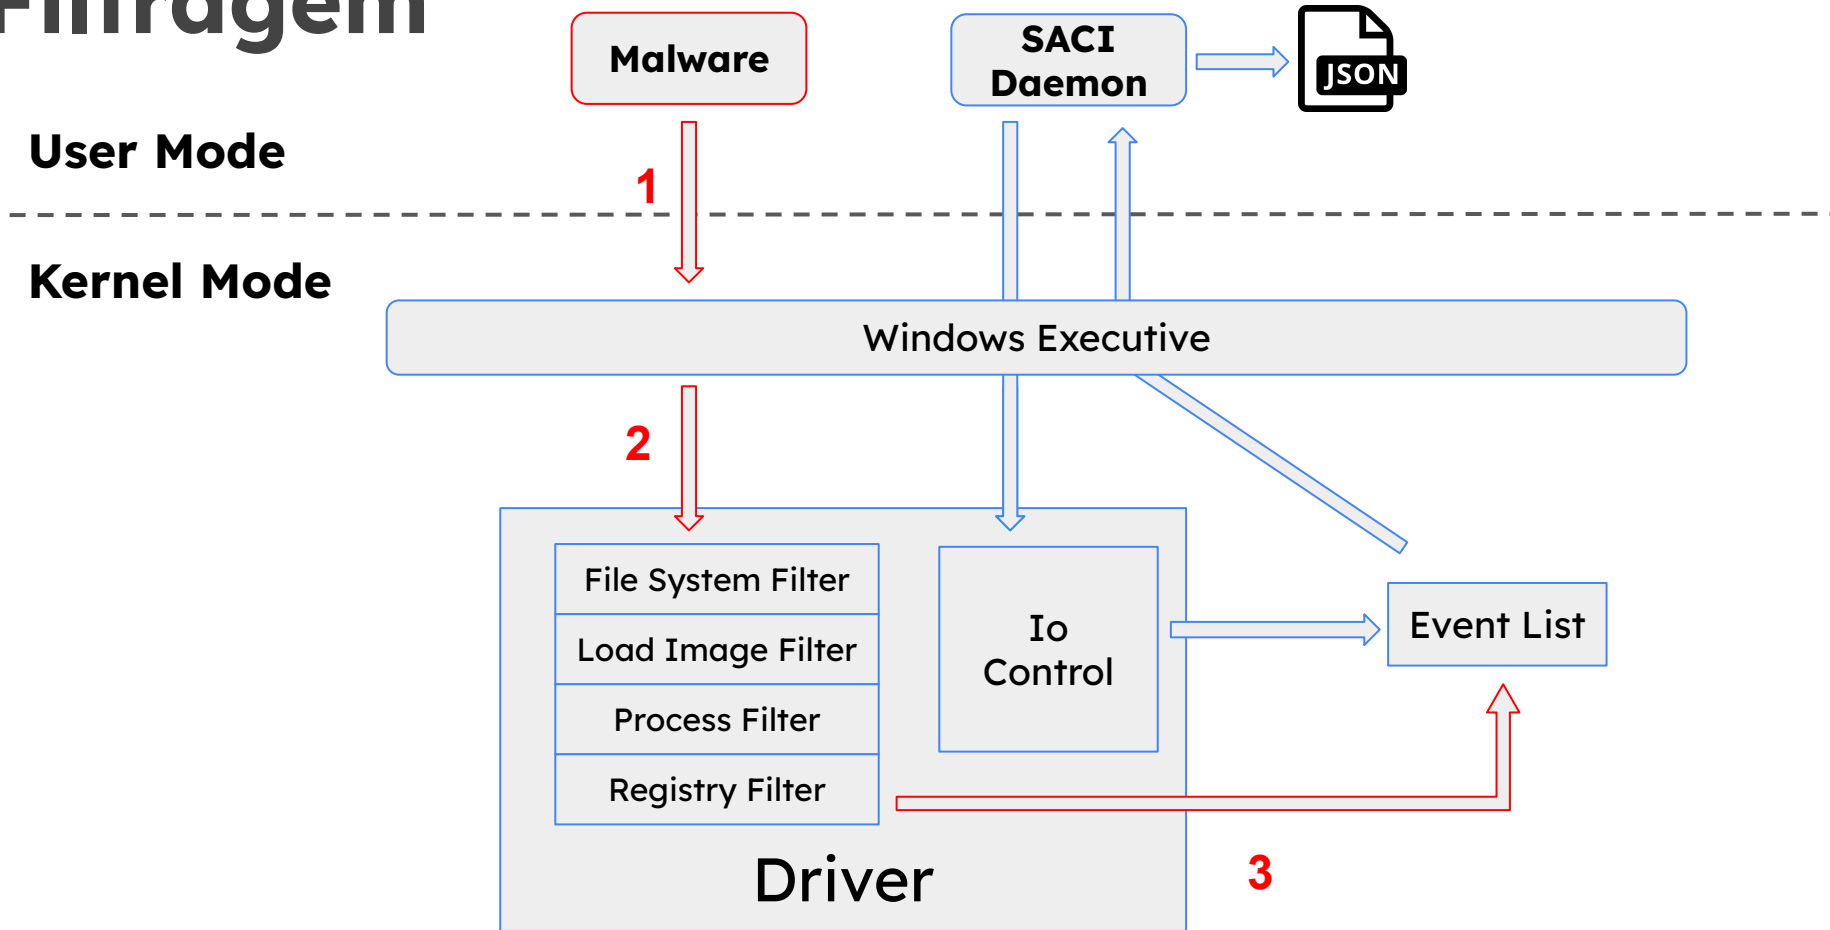 Filtragem
Malware
SACI
Daemon
JSON
User Mode
1
Kernel Mode
Windows Executive
2
File System Filter
Load Image Filter
Process Filter
Registry Filter
Io
Control
Event List
Driver
3